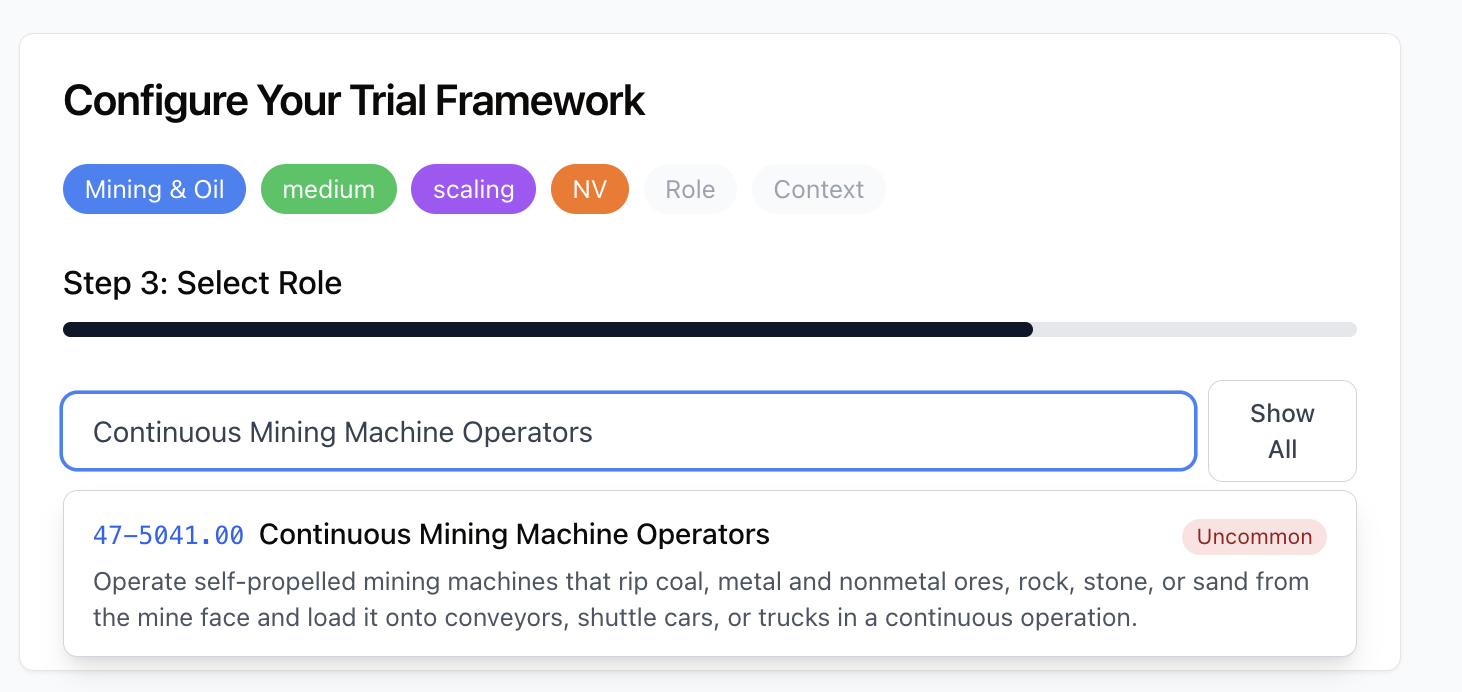 Configure Your Trial Framework
Mining & Oil medium scaling NV Role Context
Step 3: Select Role
Continuous Mining Machine Operators
Show
All
47-5041.00 Continuous Mining Machine Operators Uncommon
Operate self-propelled mining machines that rip coal, metal and nonmetal ores, rock, stone, or sand from
the mine face and load it onto conveyors, shuttle cars, or trucks in a continuous operation.